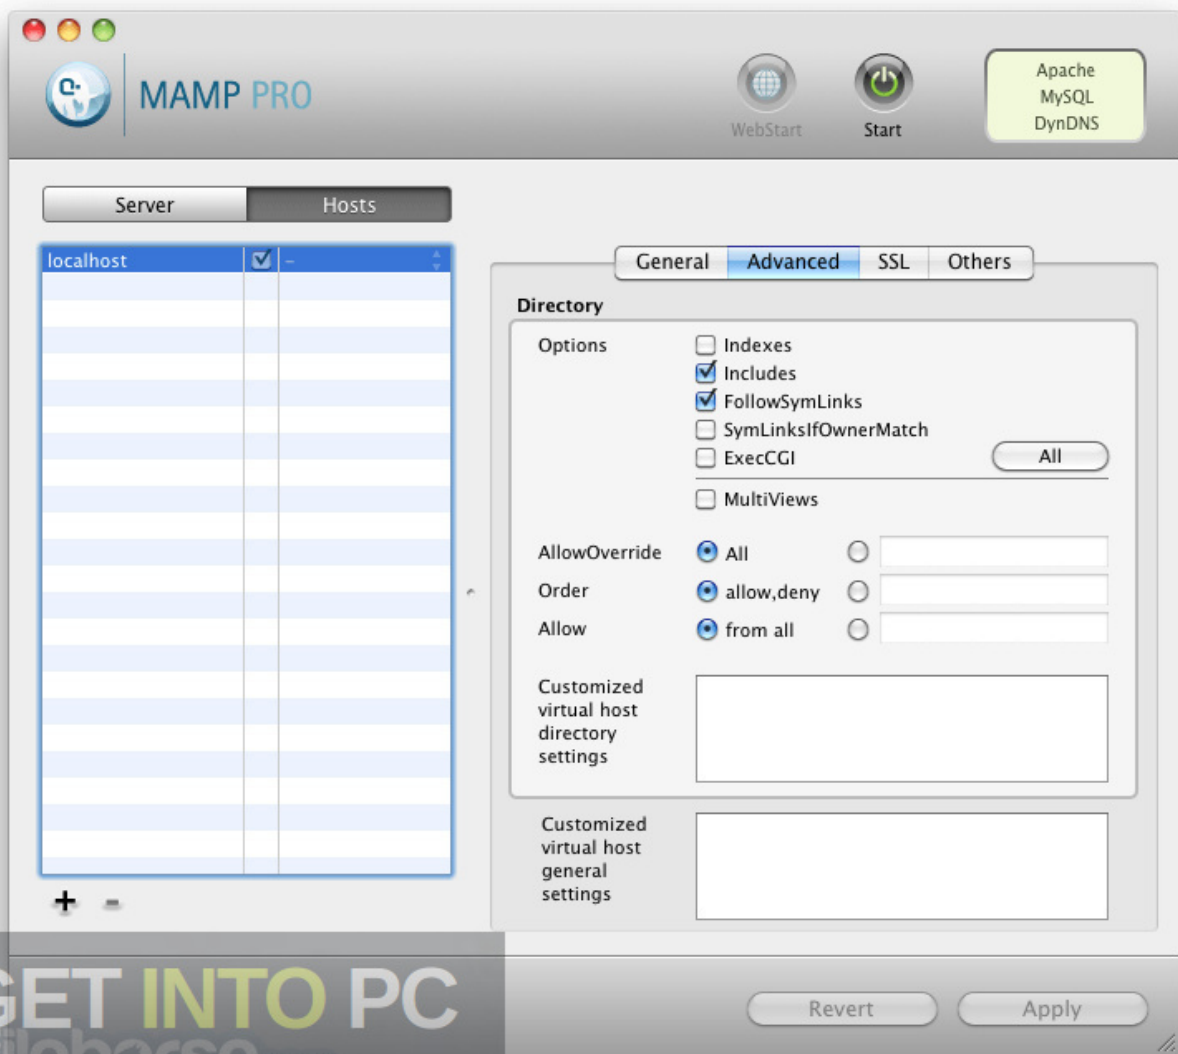 MAMP PRO
WebStart
Start
Apache
MySQL
DynDNS
Server
Hosts
localhost
–
General
Advanced
SSL
Others
Directory
Options
Indexes
Includes
FollowSymLinks
SymLinksIfOwnerMatch
ExecCGI
All
MultiViews
AllowOverride
All
Order
allow,deny
Allow
from all
Customized
virtual host
directory
settings
Customized
virtual host
general
settings
GET INTO PC
Revert
Apply